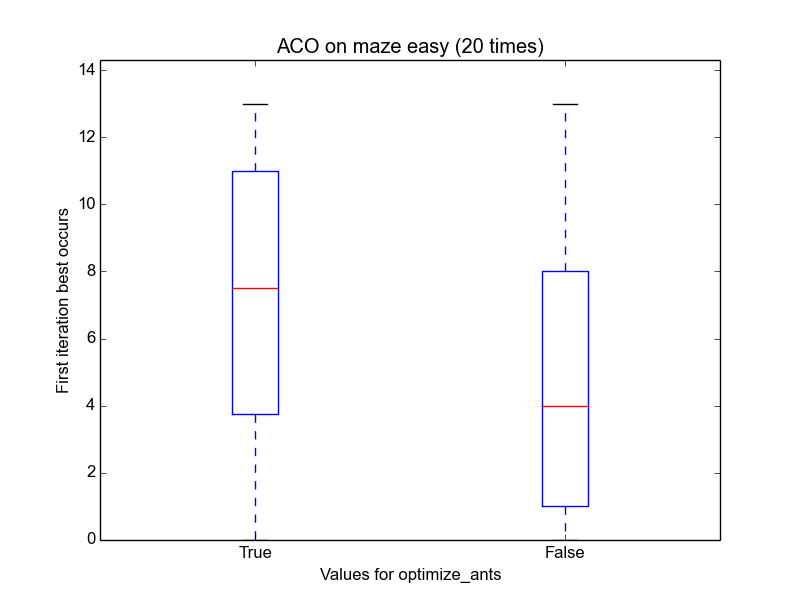 ACO on maze easy (20 times)
14
12
10
8
6
4
2
0
First iteration best occurs
True
False
Values for optimize_ants